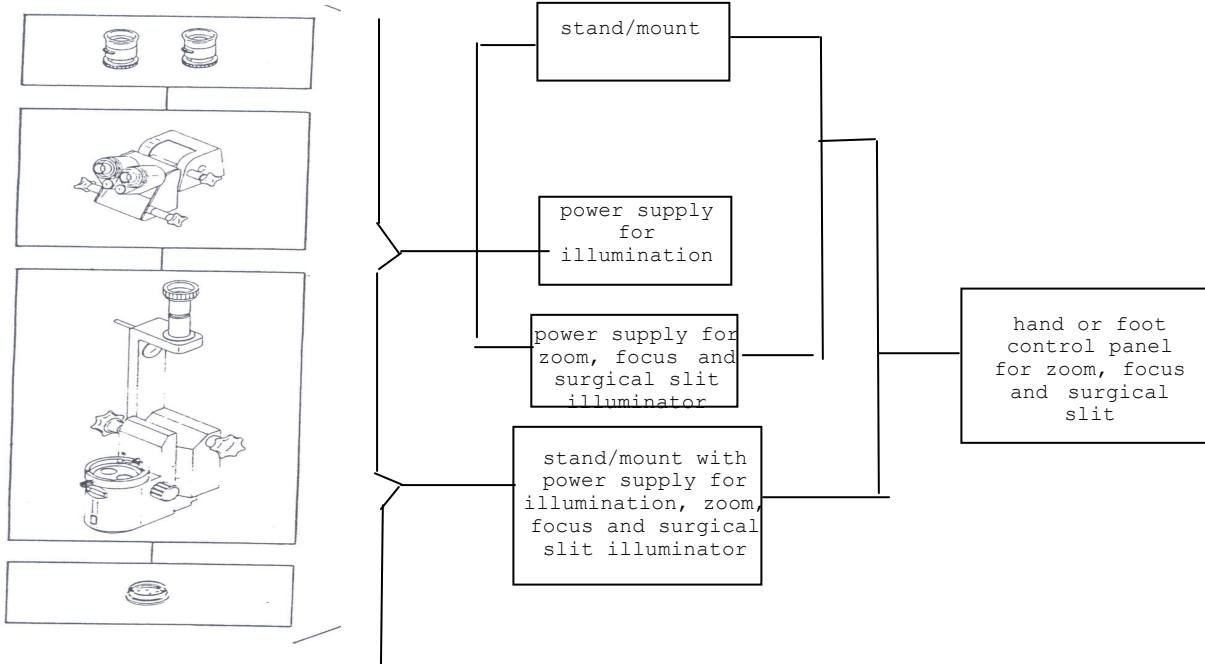 stand/mount
power supply
for
illumination
power supply for
zoom, focus and
surgical slit
illuminator
stand/mount with
power supply for
illumination, zoom,
focus and surgical
slit illuminator
hand or foot
control panel
for zoom, focus
and surgical
slit